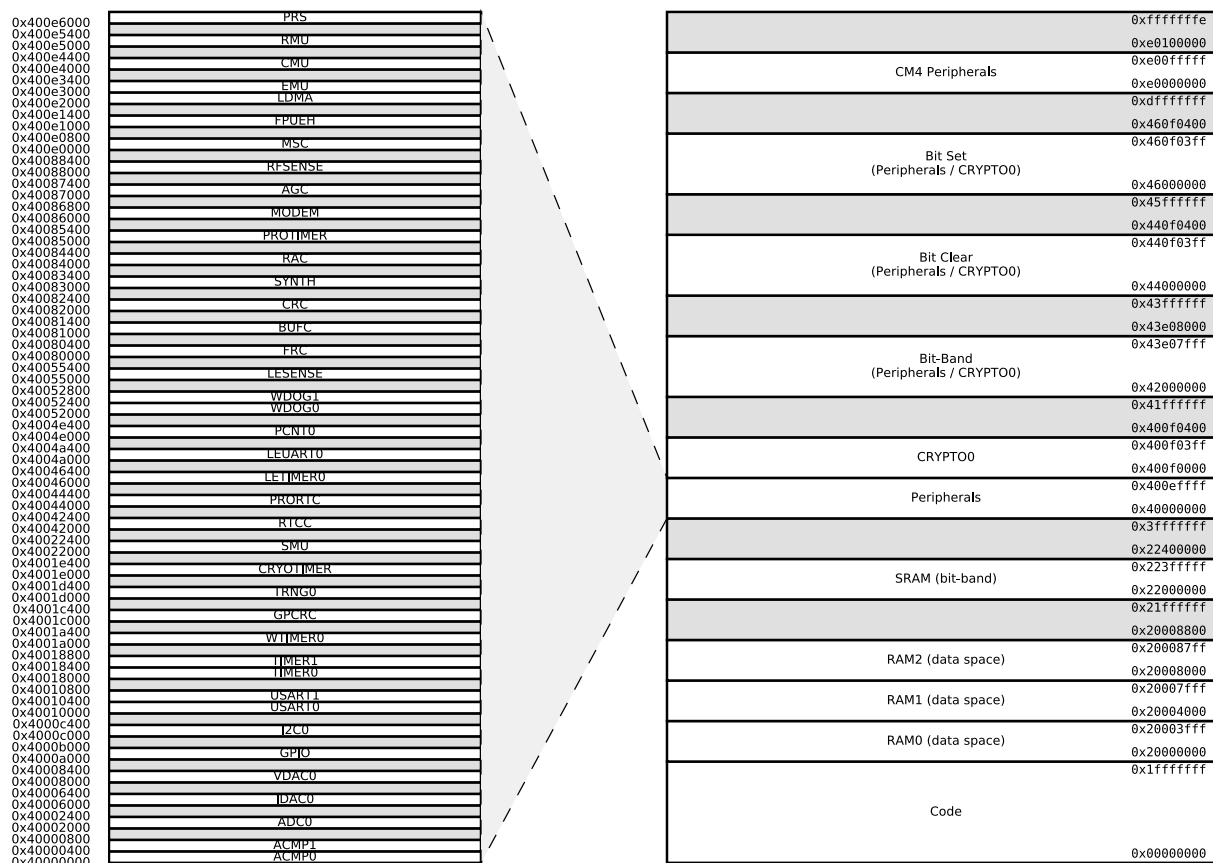 0x400e6000
0x400e5400
0x400e5000
0x400e4400
0x400e4000
0x400e3400
0x400e3000
0x400e2000
0x400e1400
0x400e1000
0x400e0800
0x400e0000
0x40088400
0x40088000
0x40087400
0x40087000
0x40086800
0x40086000
0x40085400
0x40085000
0x40084400
0x40084000
0x40083400
0x40083000
0x40082400
0x40082000
0x40081400
0x40081000
0x40080400
0x40080000
0x40055400
0x40055000
0x40052800
0x40052400
0x40052000
0x4004e400
0x4004e000
0x4004a400
0x4004a000
0x40046400
0x40046000
0x40044400
0x40044000
0x40042400
0x40042000
0x40022400
0x40022000
0x4001e400
0x4001e000
0x4001d400
0x4001d000
0x4001c400
0x4001c000
0x4001a400
0x4001a000
0x40018800
0x40018400
0x40018000
0x40010800
0x40010400
0x40010000
0x4000c400
0x4000c000
0x4000b000
0x4000a000
0x40008400
0x40008000
0x40006400
0x40006000
0x40002400
0x40002000
0x40000800
0x40000400
0x40000000
PRS
RMU
CMU
EMU
LDMA
FPUEH
MSC
RFSENSE
AGC
MODEM
PROTIMER
RAC
SYNTH
CRC
BUFC
FRC
LESENSE
WDOG1
WDOG0
PCNT0
LEUART0
LETIMER0
PRORTC
RTCC
SMU
CRYOTIMER
TRNG0
GPCRC
WTIMER0
TIMER1
TIMER0
USART1
USART0
I2C0
GPIO
VDAC0
IDAC0
ADC0
ACMP1
ACMP0
0xfffffffe
0xe0100000
0xe00fffff
CM4 Peripherals
0xe0000000
0xdfffffff
0x460f0400
0x460f03ff
Bit Set
(Peripherals / CRYPTO0)
0x46000000
0x45ffffff
0x440f0400
0x440f03ff
Bit Clear
(Peripherals / CRYPTO0)
0x44000000
0x43ffffff
0x43e08000
0x43e07fff
Bit-Band
(Peripherals / CRYPTO0)
0x42000000
0x41ffffff
0x400f0400
0x400f03ff
CRYPTO0
0x400f0000
0x400effff
Peripherals
0x40000000
0x3fffffff
0x22400000
0x223fffff
SRAM (bit-band)
0x22000000
0x21ffffff
0x20008800
0x200087ff
RAM2 (data space)
0x20008000
0x20007fff
RAM1 (data space)
0x20004000
0x20003fff
RAM0 (data space)
0x20000000
0x1fffffff
Code
0x00000000